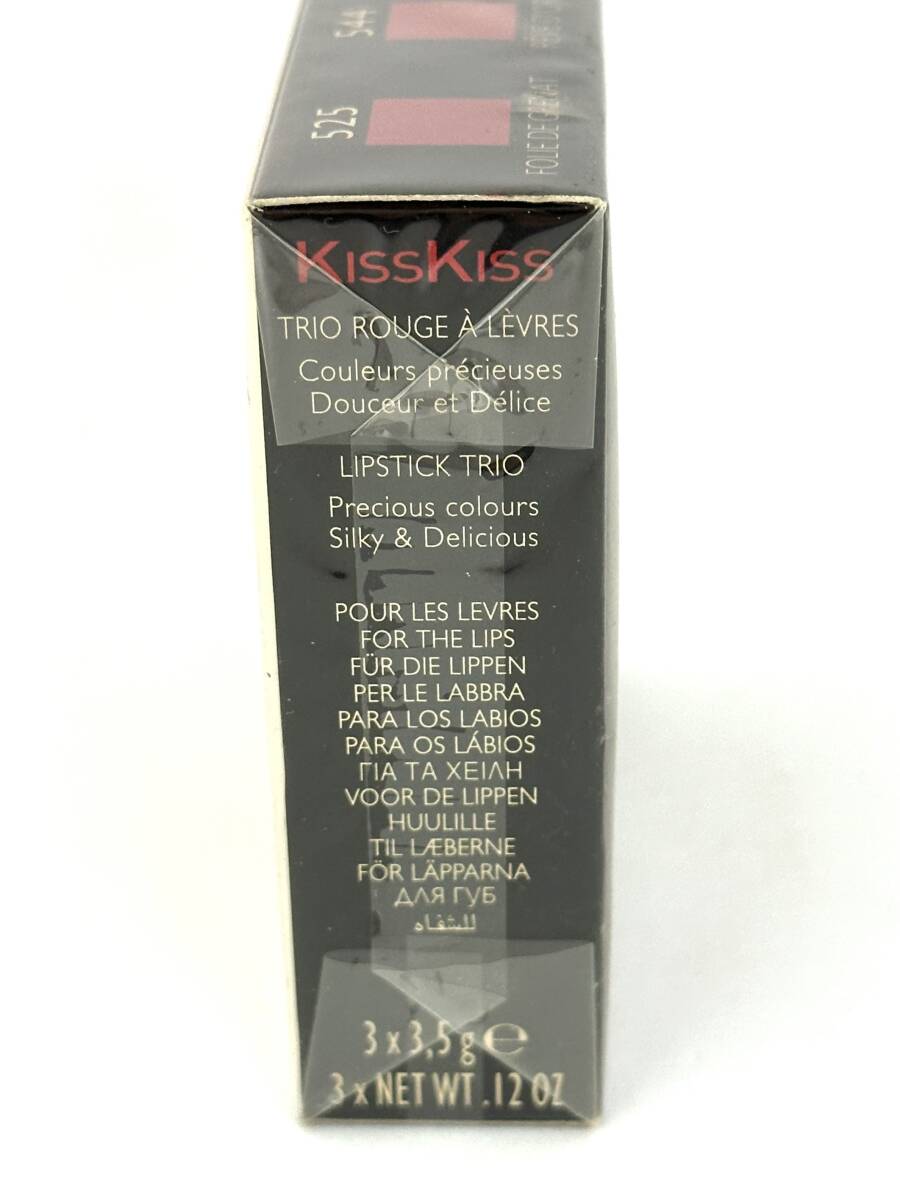 544
525
FOLIE DE GRENAT
KISSKISS
TRIO ROUGE À LÈVRES
Couleurs précieuses
Douceur et Délice
LIPSTICK TRIO
Precious colours
Silky & Delicious
POUR LES LEVRES
FOR THE LIPS
FÜR DIE LIPPEN
PER LE LABBRA
PARA LOS LABIOS
PARA OS LÁBIOS
ΓΙΑ ΤΑ ΧΕΙΛΗ
VOOR DE LIPPEN
HUULILLE
TIL LÆBERNE
FÖR LÄPPARNA
ДЛЯ ГУБ
للشفاه
3 x 3,5 g ℮
3 x NET WT .12 OZ